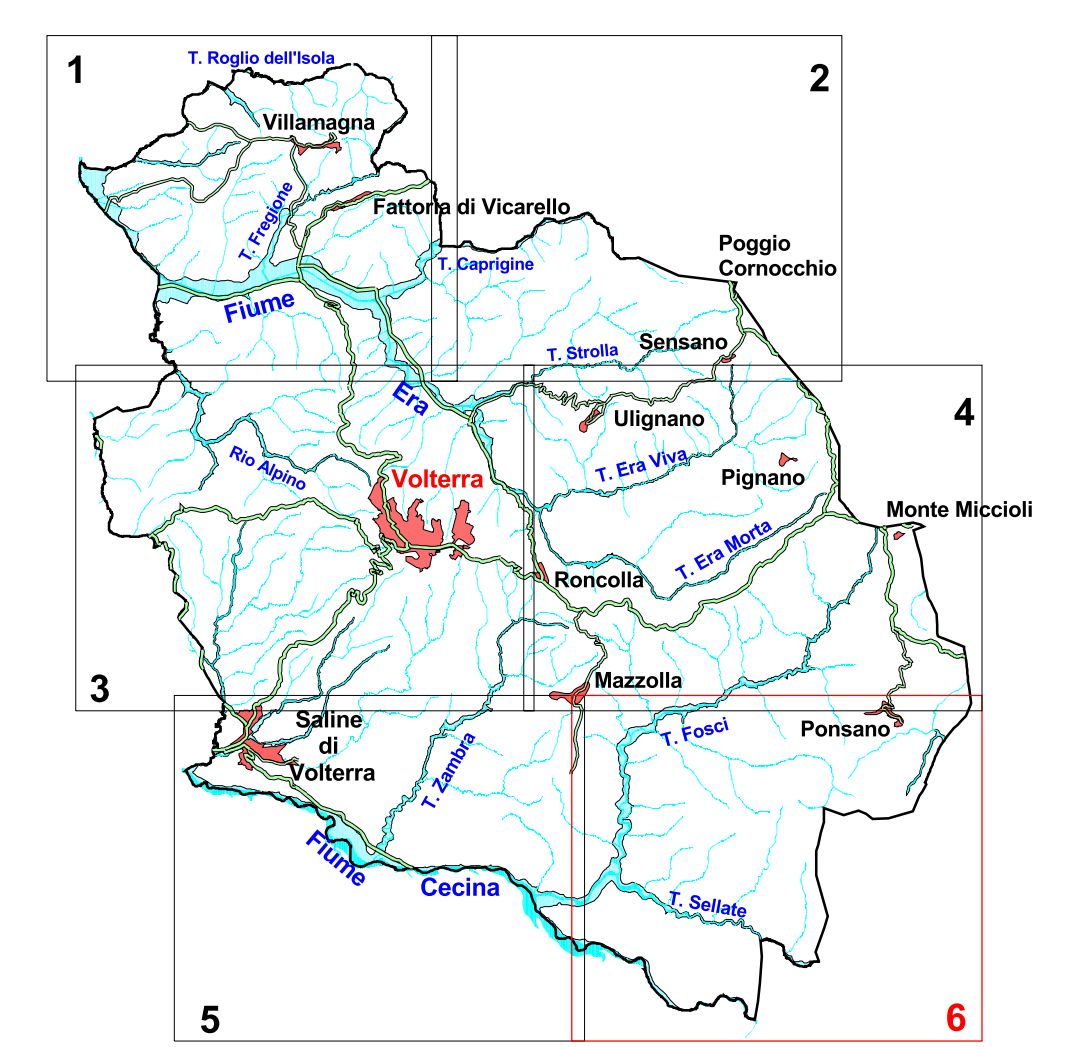 T. Roglio dell'Isola
1
2
Villamagna
T. Fregione
Fattoria di Vicarello
Poggio
Cornocchio
T. Caprigine
Fiume
Sensano
T. Strolla
Era
Ulignano
4
Rio Alpino
Volterra
T. Era Viva
Pignano
Monte Miccioli
T. Era Morta
Roncolla
Mazzolla
3
Saline
di
Volterra
T. Zambra
T. Fosci
Ponsano
Fiume
Cecina
T. Sellate
5
6